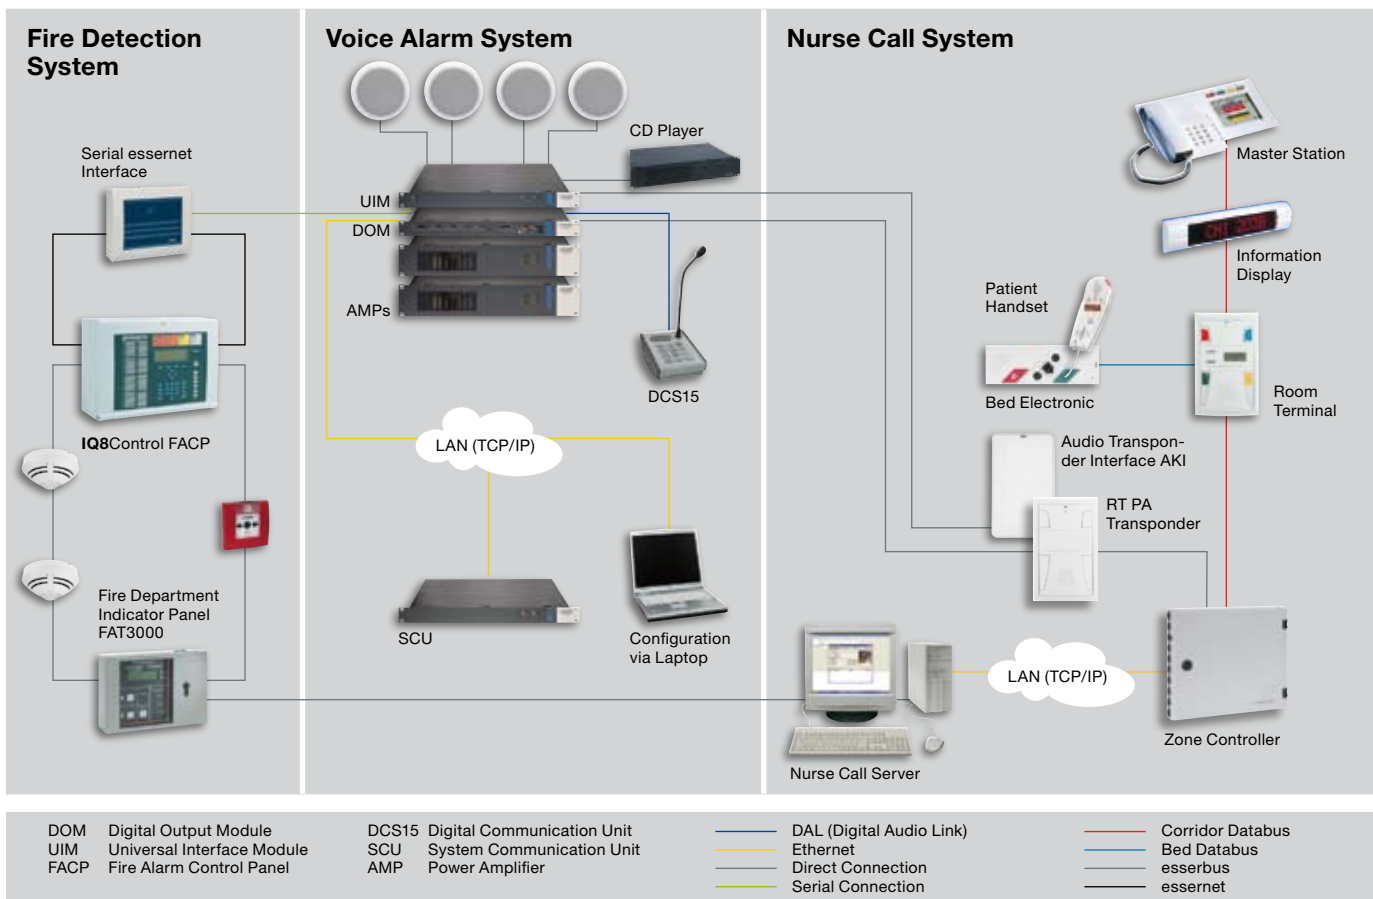 Fire Detection
System
Voice Alarm System
Nurse Call System
Serial essernet
Interface
IQ8Control FACP
Fire Department
Indicator Panel
FAT3000
CD Player
UIM
DOM
AMPs
DCS15
LAN (TCP/IP)
SCU
Configuration
via Laptop
Master Station
Information
Display
Patient
Handset
Bed Electronic
Room
Terminal
Audio Transpon-
der Interface AKI
RT PA
Transponder
LAN (TCP/IP)
Nurse Call Server
Zone Controller
DOM Digital Output Module
UIM Universal Interface Module
FACP Fire Alarm Control Panel
DCS15 Digital Communication Unit
SCU System Communication Unit
AMP Power Amplifier
DAL (Digital Audio Link)
Ethernet
Direct Connection
Serial Connection
Corridor Databus
Bed Databus
esserbus
essernet